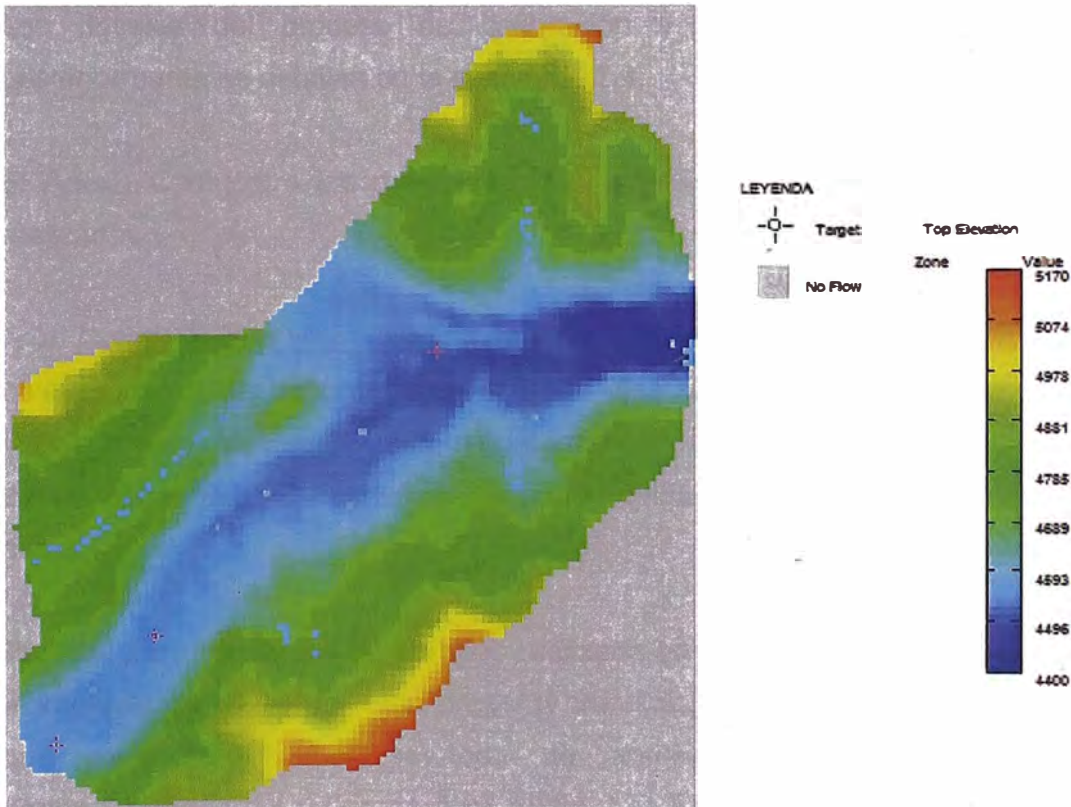 LEYENDA
Target
No Flow
Top Elevation
Zone Value
5170
5074
4978
4881
4785
4689
4593
4496
4400